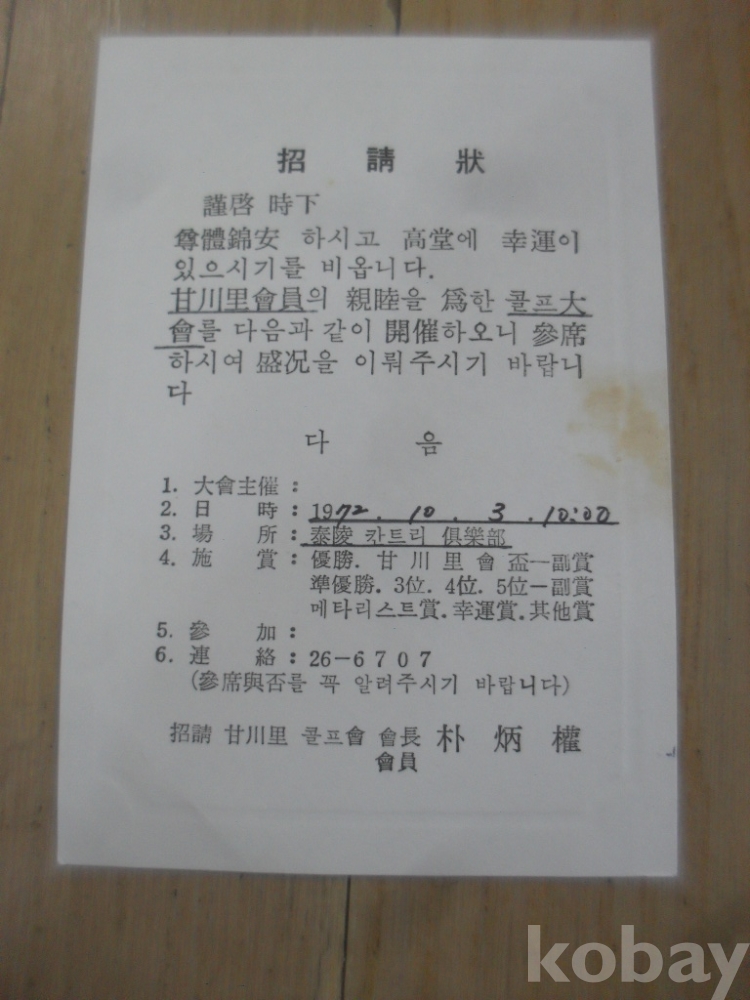 招請狀
謹啓 時下
尊體錦安 하시고 高堂에 幸運이
있으시기를 비옵니다.
甘川里會員의 親睦을 爲한 콜프大
會를 다음과 같이 開催하오니 參席
하시여 盛况을 이뤄주시기 바랍니
다
다 음
1. 大會主催 :
2. 日 時 : 1972 . 10 . 3 . 10:00
3. 場 所 : 泰陵 칸트리 俱樂部
4. 施 賞 : 優勝. 甘川里會盃—副賞
準優勝. 3位. 4位. 5位—副賞
메타리스트賞. 幸運賞. 其他賞
5. 參 加 :
6. 連 絡 : 26-6707
(參席與否를 꼭 알려주시기 바랍니다)
招請 甘川里 콜프會 會長 朴炳權
會員
kobay